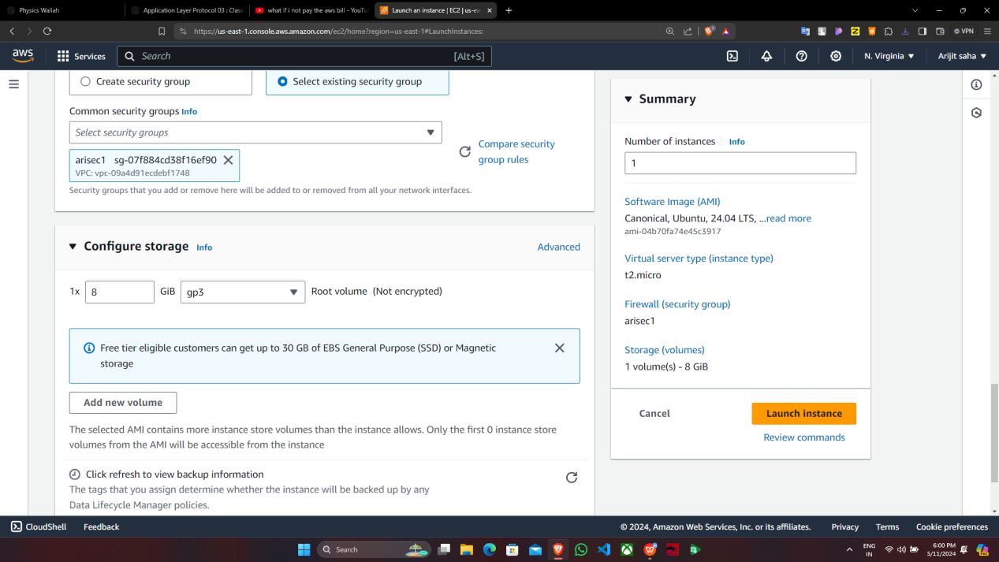 Physics Wallah
Application Layer Protocol 03 : Class
what if i not pay the aws bill - YouTu
Launch an instance | EC2 | us-ea
https://us-east-1.console.aws.amazon.com/ec2/home?region=us-east-1#LaunchInstances:
VPN
aws
Services
Search
[Alt+S]
N. Virginia
Arijit saha
Create security group
Select existing security group
Common security groups Info
Select security groups
Compare security
group rules
arisec1 sg-07f884cd38f16ef90
VPC: vpc-09a4d91ecdebf1748
Security groups that you add or remove here will be added to or removed from all your network interfaces.
Configure storage Info
Advanced
1x 8 GiB gp3 Root volume (Not encrypted)
Free tier eligible customers can get up to 30 GB of EBS General Purpose (SSD) or Magnetic
storage
Add new volume
The selected AMI contains more instance store volumes than the instance allows. Only the first 0 instance store
volumes from the AMI will be accessible from the instance
Click refresh to view backup information
The tags that you assign determine whether the instance will be backed up by any
Data Lifecycle Manager policies.
Summary
Number of instances Info
1
Software Image (AMI)
Canonical, Ubuntu, 24.04 LTS, ...read more
ami-04b70fa74e45c3917
Virtual server type (instance type)
t2.micro
Firewall (security group)
arisec1
Storage (volumes)
1 volume(s) - 8 GiB
Cancel
Launch instance
Review commands
CloudShell
Feedback
© 2024, Amazon Web Services, Inc. or its affiliates.
Privacy
Terms
Cookie preferences
Search
ENG
IN
6:00 PM
5/11/2024